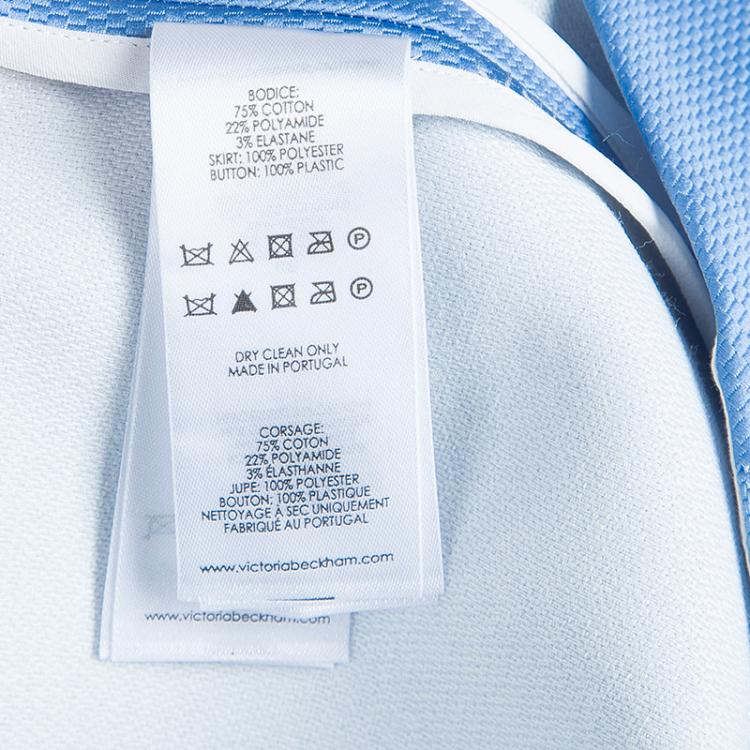 BODICE:
75% COTTON
22% POLYAMIDE
3% ELASTANE
SKIRT: 100% POLYESTER
BUTTON: 100% PLASTIC
P
P
DRY CLEAN ONLY
MADE IN PORTUGAL
CORSAGE:
75% COTON
22% POLYAMIDE
3% ÉLASTHANNE
JUPE: 100% POLYESTER
BOUTON: 100% PLASTIQUE
NETTOYAGE À SEC UNIQUEMENT
FABRIQUÉ AU PORTUGAL
www.victoriabeckham.com
www.victoriabeckham.com